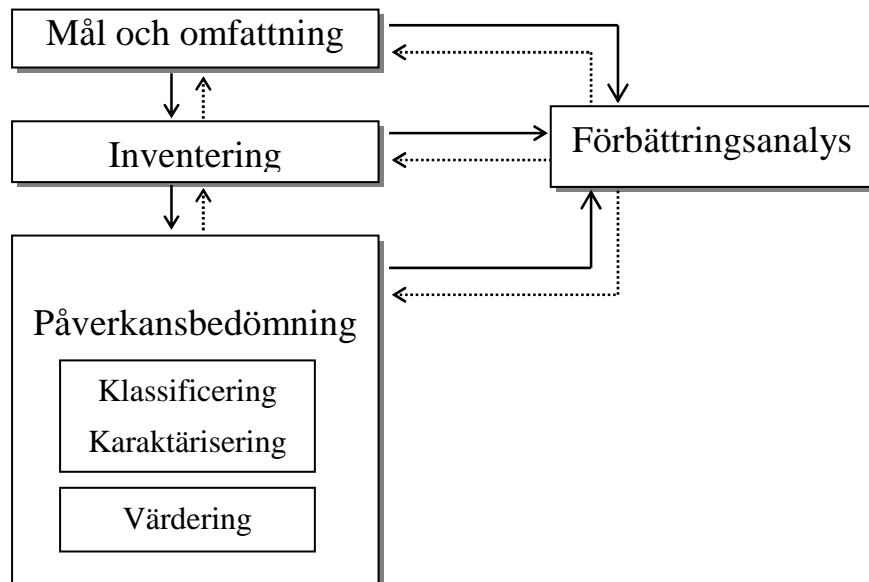 Mål och omfattning
Inventering
Förbättringsanalys
Påverkansbedömning
Klassificering
Karaktärisering
Värdering